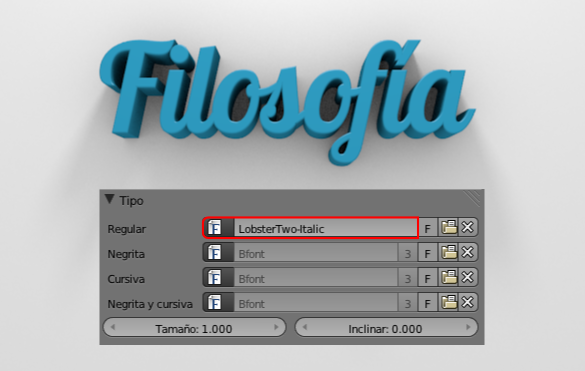 Filosofía
Tipo
Regular F LobsterTwo-Italic F
Negrita F Bfont 3 F
Cursiva F Bfont 3 F
Negrita y cursiva F Bfont 3 F
Tamaño: 1.000 Inclinar: 0.000